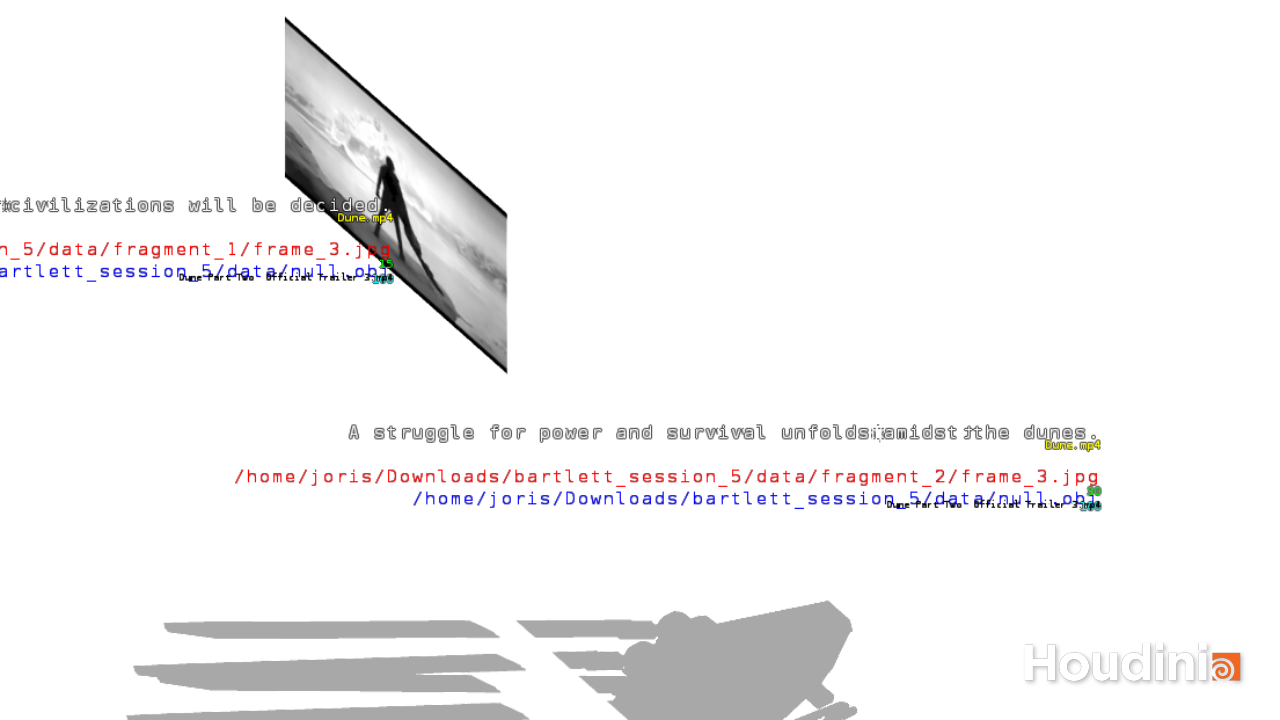 civilizations will be decided.
Dune.mp4
n_5/data/fragment_1/frame_3.jpg
15
artlett_session_5/data/null.obj
Dune Part Two Official Trailer 3.mp4
A struggle for power and survival unfolds amidst the dunes.
Dune.mp4
/home/joris/Downloads/bartlett_session_5/data/fragment_2/frame_3.jpg
/home/joris/Downloads/bartlett_session_5/data/null.obj
Dune Part Two Official Trailer 3.mp4
Houdini